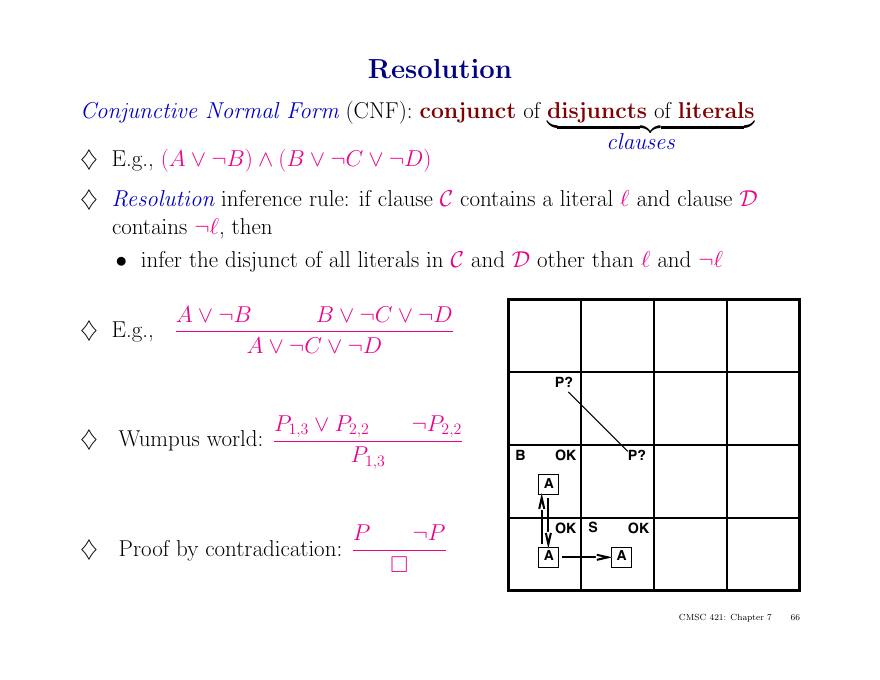 Resolution
Conjunctive Normal Form (CNF): conjunct of disjuncts of literals
clauses
♢ E.g., (A ∨ ¬B) ∧ (B ∨ ¬C ∨ ¬D)
♢ Resolution inference rule: if clause 𝒞 contains a literal ℓ and clause 𝒟
contains ¬ℓ, then
• infer the disjunct of all literals in 𝒞 and 𝒟 other than ℓ and ¬ℓ
A ∨ ¬B B ∨ ¬C ∨ ¬D
♢ E.g.,
A ∨ ¬C ∨ ¬D
P₁,₃ ∨ P₂,₂ ¬P₂,₂
♢ Wumpus world:
P₁,₃
P ¬P
♢ Proof by contradication:
□
P?
B OK P?
A
OK S OK
A A
CMSC 421: Chapter 7 66